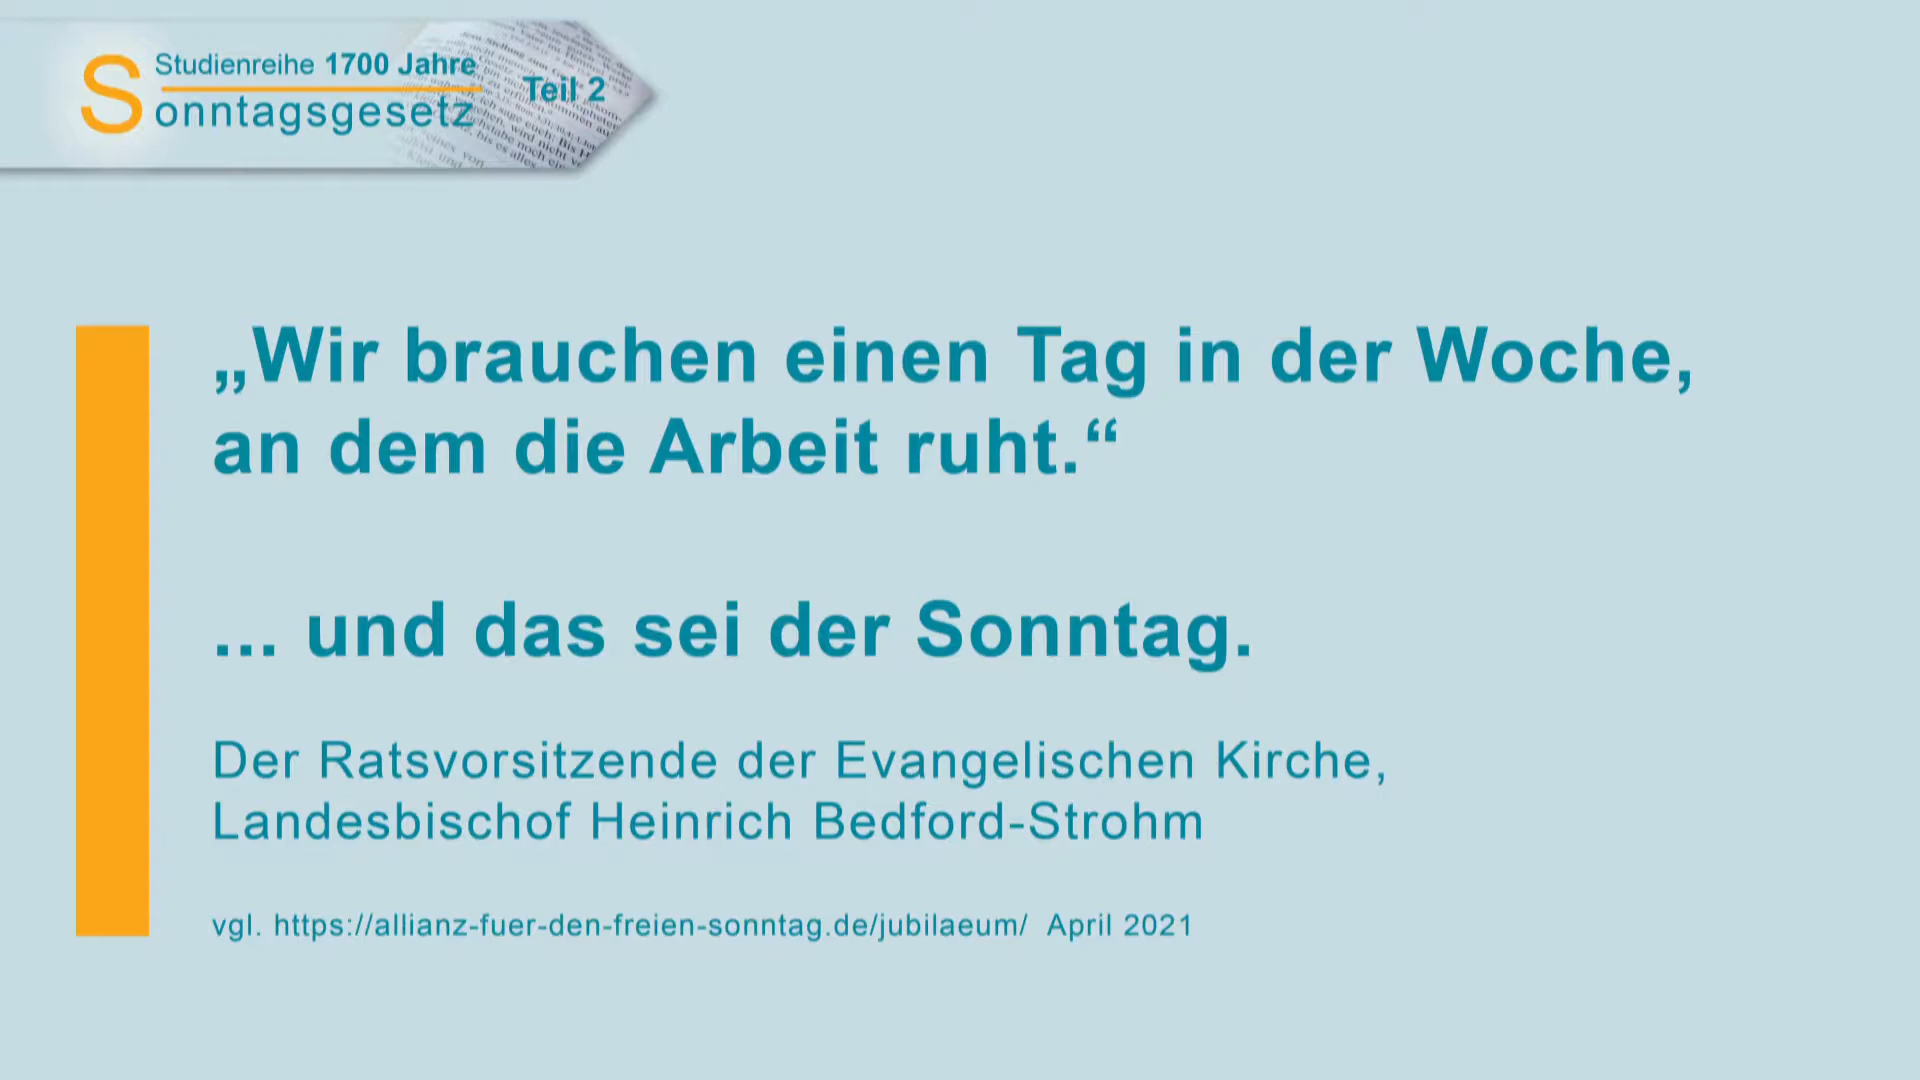 Studienreihe 1700 Jahre
Sonntagsgesetz
Teil 2
„Wir brauchen einen Tag in der Woche,
an dem die Arbeit ruht.“
... und das sei der Sonntag.
Der Ratsvorsitzende der Evangelischen Kirche,
Landesbischof Heinrich Bedford-Strohm
vgl. https://allianz-fuer-den-freien-sonntag.de/jubilaeum/ April 2021